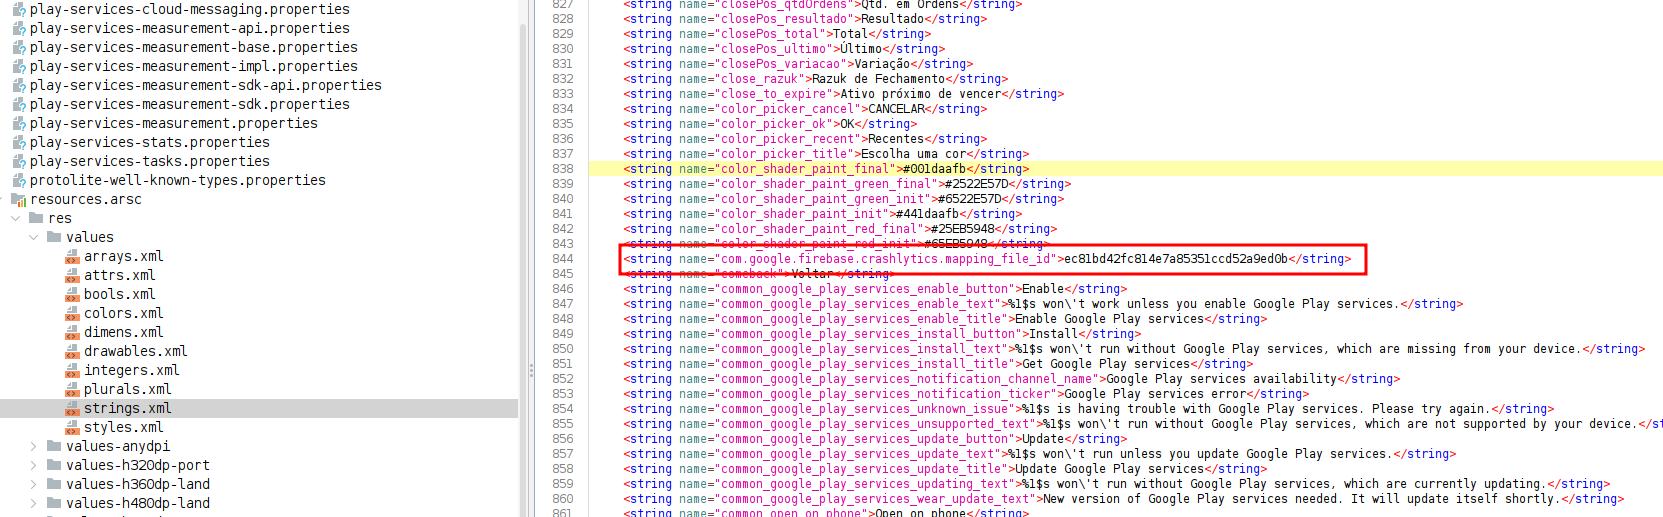 play-services-cloud-messaging.properties
play-services-measurement-api.properties
play-services-measurement-base.properties
play-services-measurement-impl.properties
play-services-measurement-sdk-api.properties
play-services-measurement-sdk.properties
play-services-measurement.properties
play-services-stats.properties
play-services-tasks.properties
protolite-well-known-types.properties
resources.arsc
res
values
arrays.xml
attrs.xml
bools.xml
colors.xml
dimens.xml
drawables.xml
integers.xml
plurals.xml
strings.xml
styles.xml
values-anydpi
values-h320dp-port
values-h360dp-land
values-h480dp-land
827 <string name="closePos_qtdOrdens">Qtd. em Ordens</string>
828 <string name="closePos_resultado">Resultado</string>
829 <string name="closePos_total">Total</string>
830 <string name="closePos_ultimo">Último</string>
831 <string name="closePos_variacao">Variação</string>
832 <string name="close_razuk">Razuk de Fechamento</string>
833 <string name="close_to_expire">Ativo próximo de vencer</string>
834 <string name="color_picker_cancel">CANCELAR</string>
835 <string name="color_picker_ok">OK</string>
836 <string name="color_picker_recent">Recentes</string>
837 <string name="color_picker_title">Escolha uma cor</string>
838 <string name="color_shader_paint_final">#001daafb</string>
839 <string name="color_shader_paint_green_final">#2522E57D</string>
840 <string name="color_shader_paint_green_init">#6522E57D</string>
841 <string name="color_shader_paint_init">#441daafb</string>
842 <string name="color_shader_paint_red_final">#25EB5948</string>
843 <string name="color_shader_paint_red_init">#65EB5948</string>
844 <string name="com.google.firebase.crashlytics.mapping_file_id">ec81bd42fc814e7a85351ccd52a9ed0b</string>
845 <string name="comeback">Voltar</string>
846 <string name="common_google_play_services_enable_button">Enable</string>
847 <string name="common_google_play_services_enable_text">%1$s won\'t work unless you enable Google Play services.</string>
848 <string name="common_google_play_services_enable_title">Enable Google Play services</string>
849 <string name="common_google_play_services_install_button">Install</string>
850 <string name="common_google_play_services_install_text">%1$s won\'t run without Google Play services, which are missing from your device.</string>
851 <string name="common_google_play_services_install_title">Get Google Play services</string>
852 <string name="common_google_play_services_notification_channel_name">Google Play services availability</string>
853 <string name="common_google_play_services_notification_ticker">Google Play services error</string>
854 <string name="common_google_play_services_unknown_issue">%1$s is having trouble with Google Play services. Please try again.</string>
855 <string name="common_google_play_services_unsupported_text">%1$s won\'t run without Google Play services, which are not supported by your device.</s
856 <string name="common_google_play_services_update_button">Update</string>
857 <string name="common_google_play_services_update_text">%1$s won\'t run unless you update Google Play services.</string>
858 <string name="common_google_play_services_update_title">Update Google Play services</string>
859 <string name="common_google_play_services_updating_text">%1$s won\'t run without Google Play services, which are currently updating.</string>
860 <string name="common_google_play_services_wear_update_text">New version of Google Play services needed. It will update itself shortly.</string>
861 <string name="common_open_on_phone">Open on phone</string>